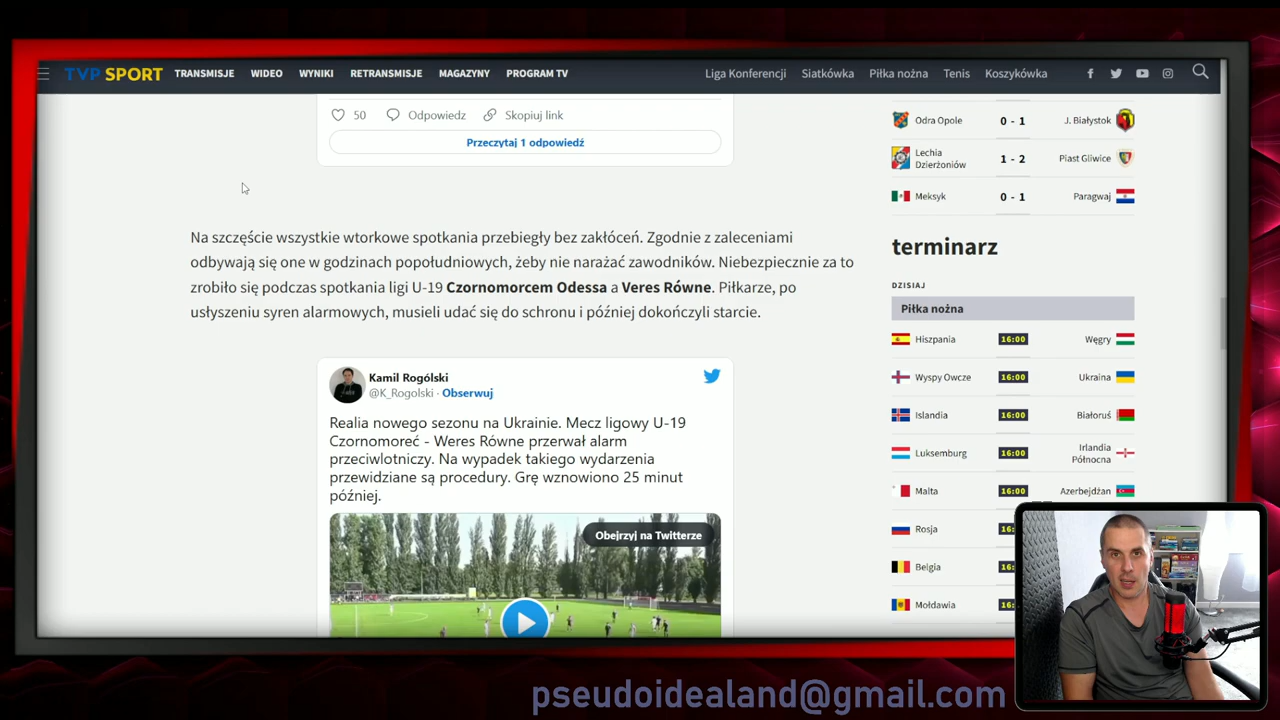 TVP SPORT TRANSMISJE WIDEO WYNIKI RETRANSMISJE MAGAZYNY PROGRAM TV Liga Konferencji Siatkówka Piłka nożna Tenis Koszykówka
50 Odpowiedz Skopiuj link
Przeczytaj 1 odpowiedź
Na szczęście wszystkie wtorkowe spotkania przebiegły bez zakłóceń. Zgodnie z zaleceniami
odbywają się one w godzinach popołudniowych, żeby nie narażać zawodników. Niebezpiecznie za to
zrobiło się podczas spotkania ligi U-19 Czornomorcem Odessa a Veres Równe. Piłkarze, po
usłyszeniu syren alarmowych, musieli udać się do schronu i później dokończyli starcie.
Kamil Rogólski
@K_Rogolski · Obserwuj
Realia nowego sezonu na Ukrainie. Mecz ligowy U-19
Czornomoreć - Weres Równe przerwał alarm
przeciwlotniczy. Na wypadek takiego wydarzenia
przewidziane są procedury. Grę wznowiono 25 minut
później.
Obejrzyj na Twitterze
Odra Opole 0 - 1 J. Białystok
Lechia
Dzierżoniów 1 - 2 Piast Gliwice
Meksyk 0 - 1 Paragwaj
terminarz
DZISIAJ
Piłka nożna
Hiszpania 16:00 Węgry
Wyspy Owcze 16:00 Ukraina
Islandia 16:00 Białoruś
Luksemburg 16:00 Irlandia
Północna
Malta 16:00 Azerbejdżan
Rosja 16:
Belgia 16:
Mołdawia 16:
pseudoidealand@gmail.com